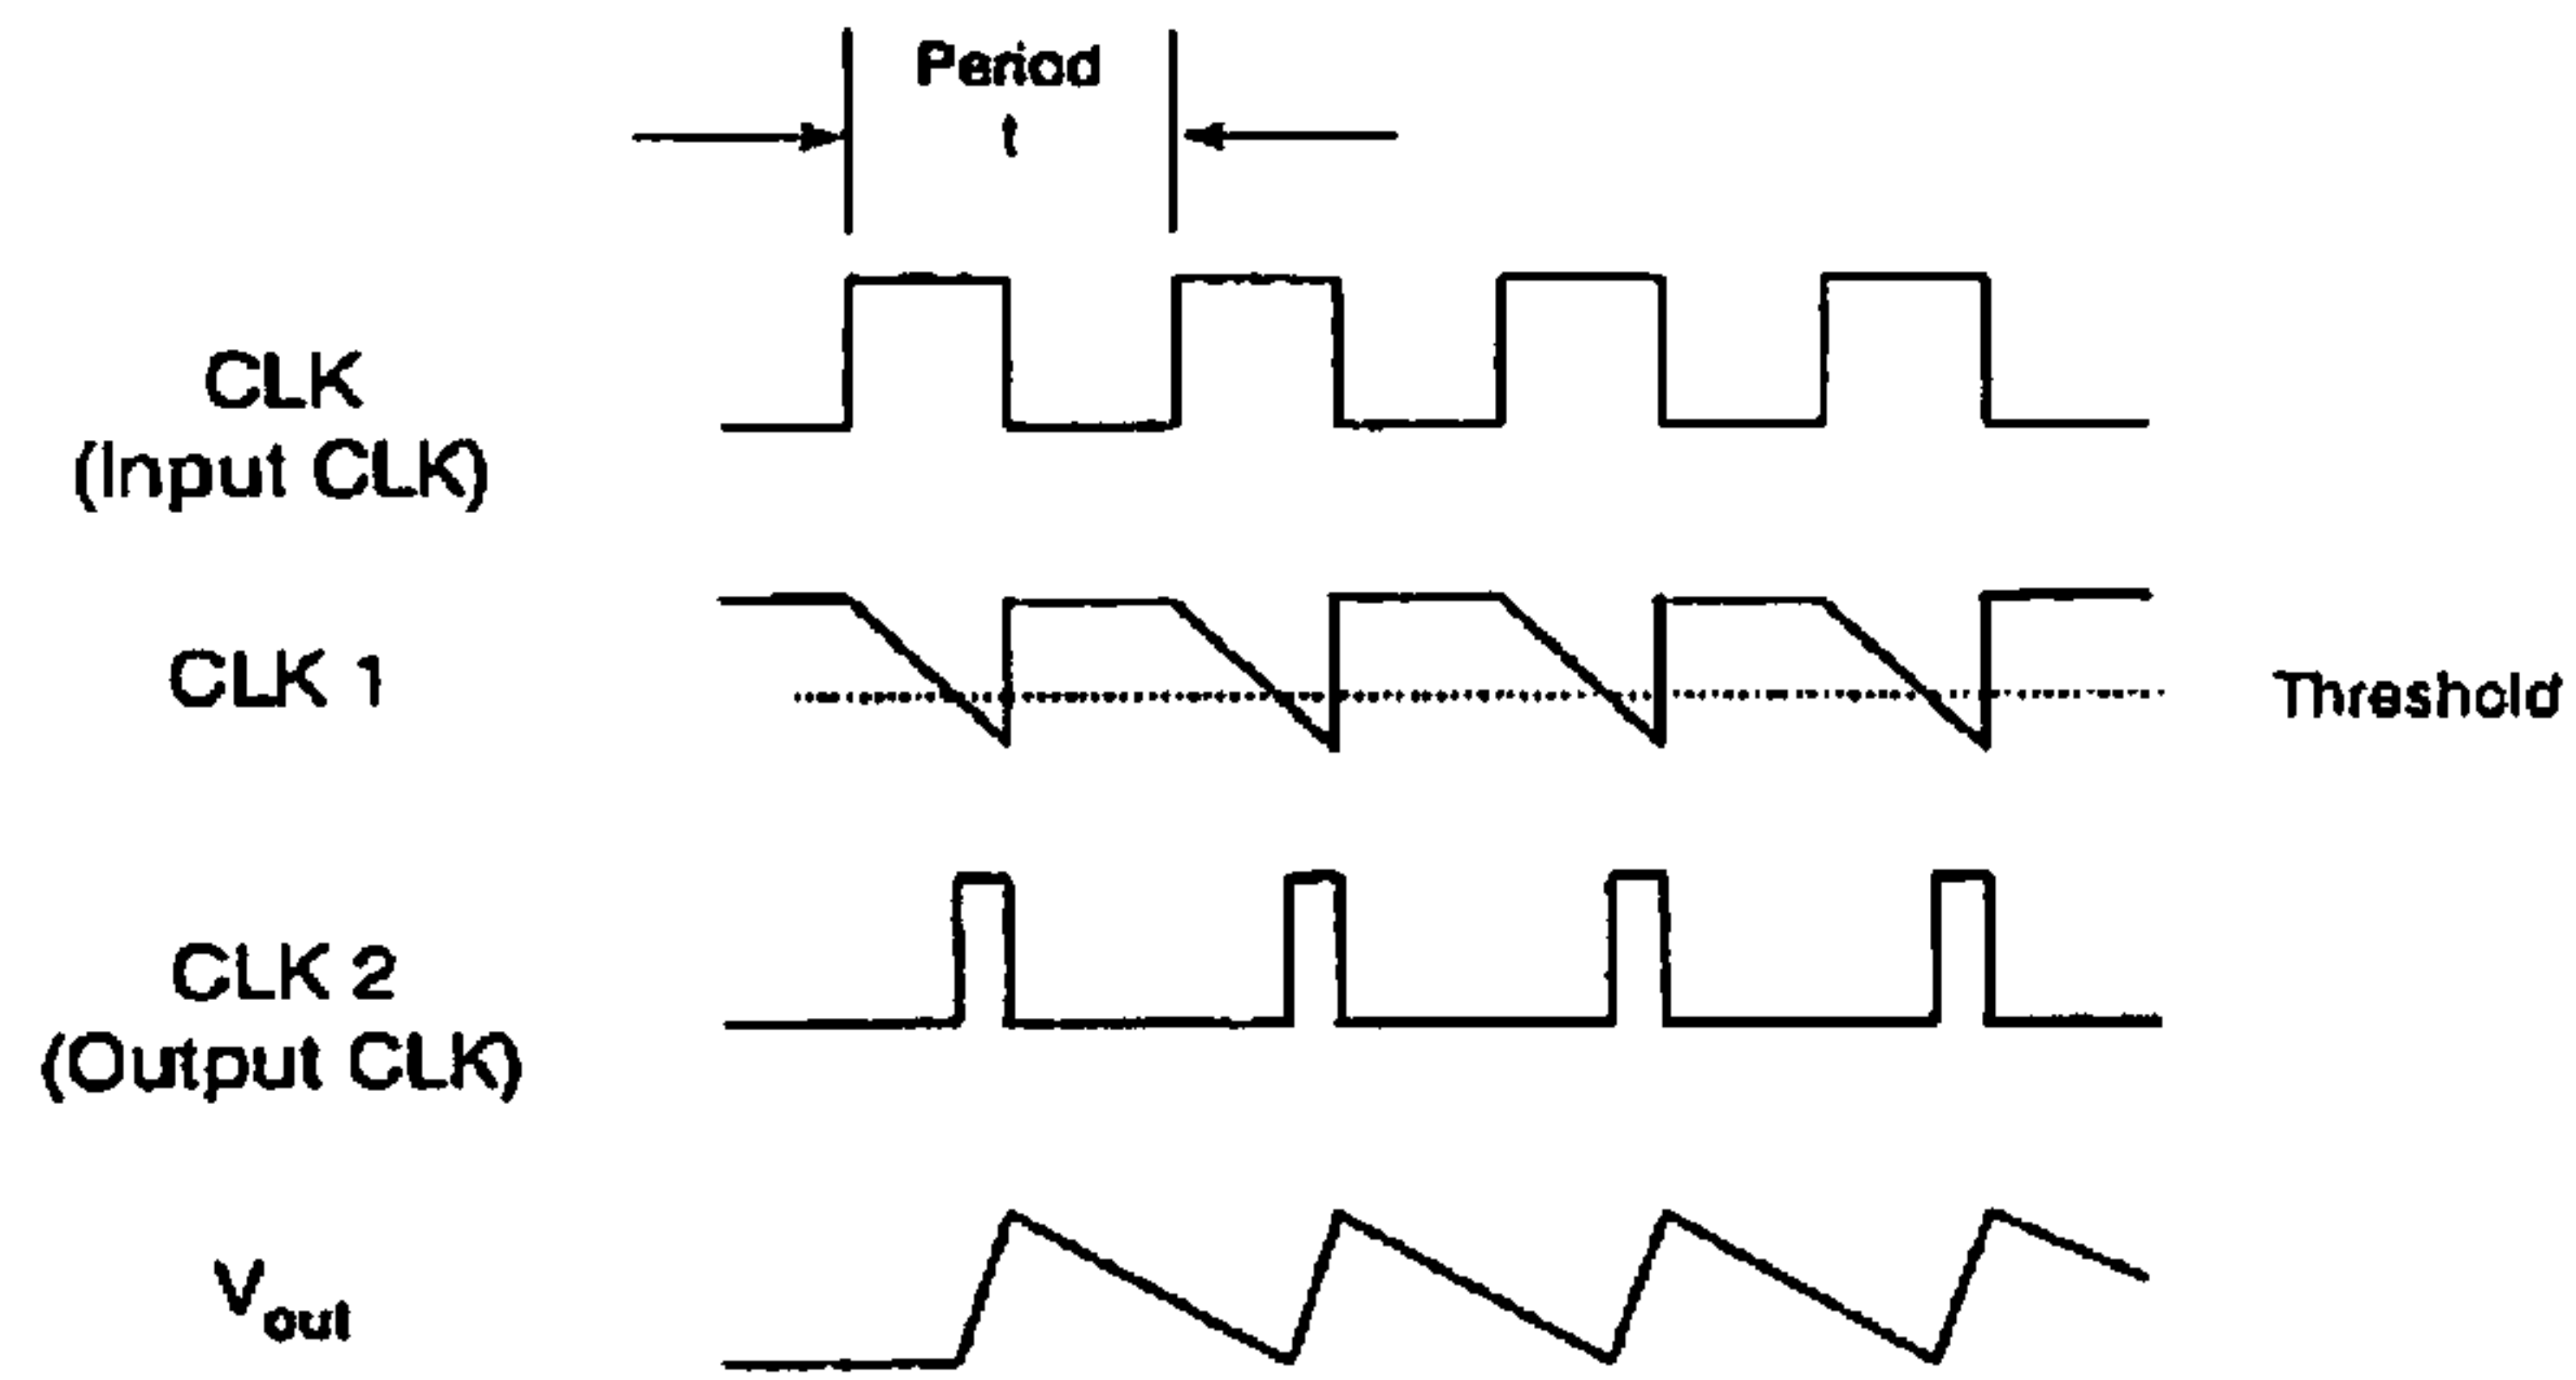 Period
t
CLK
(Input CLK)
CLK 1
Threshold
CLK 2
(Output CLK)
Vout